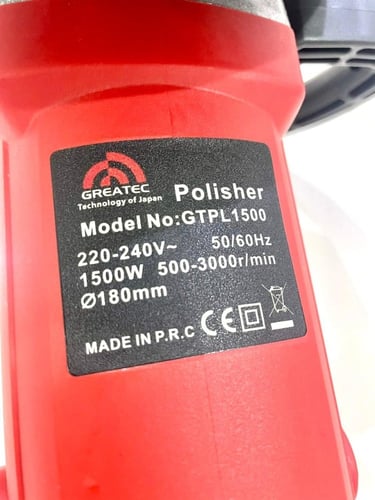 GREATEC
Technology of Japan
Polisher
Model No:GTPL1500
220-240V~ 50/60Hz
1500W 500-3000r/min
Ø180mm
MADE IN P.R.C CE